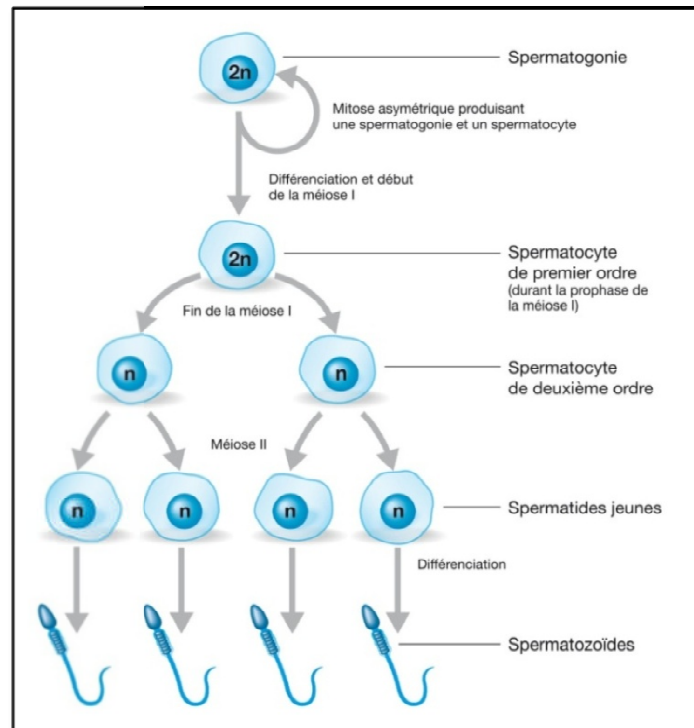 Spermatogonie
2n
Mitose asymétrique produisant
une spermatogonie et un spermatocyte
Différenciation et début
de la méiose I
2n
Spermatocyte
de premier ordre
(durant la prophase de
la méiose I)
Fin de la méiose I
n
n
Spermatocyte
de deuxième ordre
Méiose II
n
n
n
n
Spermatides jeunes
Différenciation
Spermatozoïdes